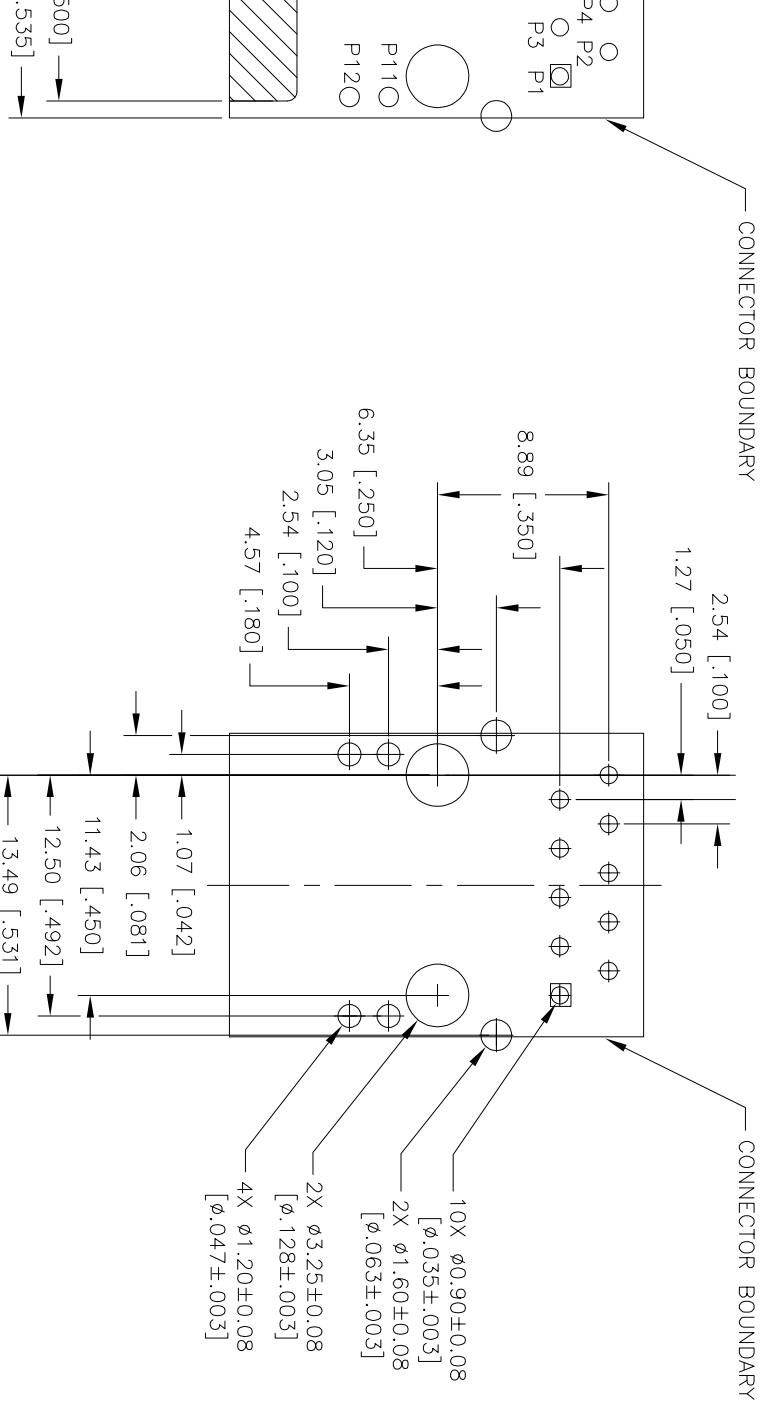 CONNECTOR BOUNDARY
P4
P2
P3
P1
P11
P12
.535]
CONNECTOR BOUNDARY
2.54 [.100]
1.27 [.050]
8.89 [.350]
6.35 [.250]
3.05 [.120]
2.54 [.100]
4.57 [.180]
1.07 [.042]
2.06 [.081]
11.43 [.450]
12.50 [.492]
13.49 [.531]
10X ø0.90±0.08
[ø.035±.003]
2X ø1.60±0.08
[ø.063±.003]
2X ø3.25±0.08
[ø.128±.003]
4X ø1.20±0.08
[ø.047±.003]